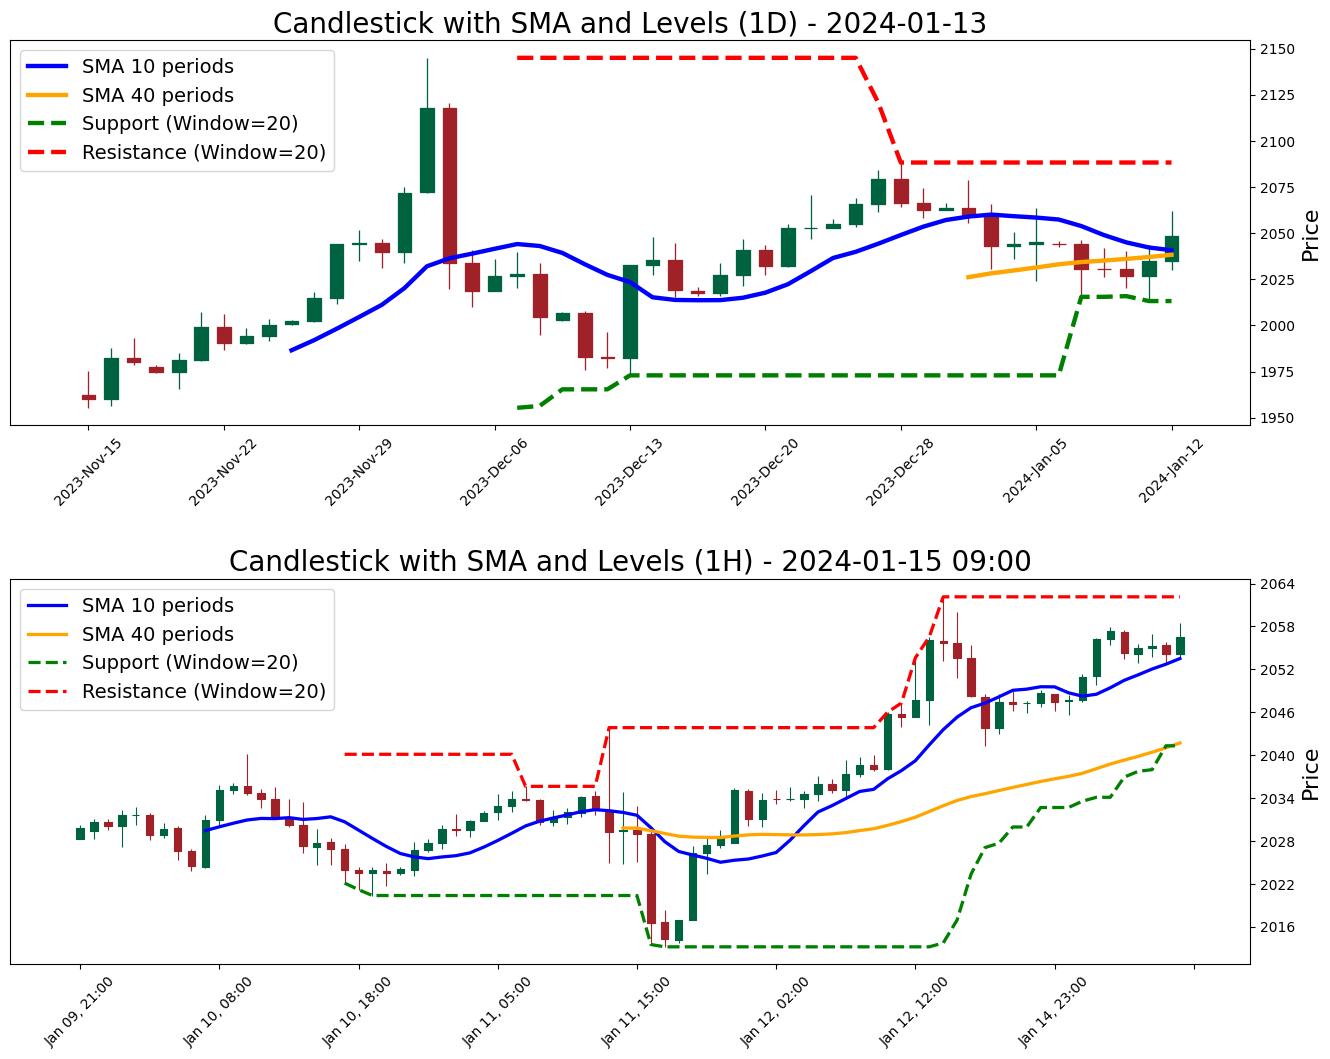 Candlestick with SMA and Levels (1D) - 2024-01-13
SMA 10 periods
SMA 40 periods
Support (Window=20)
Resistance (Window=20)
2150
2125
2100
2075
2050
2025
2000
1975
1950
Price
2023-Nov-15
2023-Nov-22
2023-Nov-29
2023-Dec-06
2023-Dec-13
2023-Dec-20
2023-Dec-28
2024-Jan-05
2024-Jan-12
Candlestick with SMA and Levels (1H) - 2024-01-15 09:00
SMA 10 periods
SMA 40 periods
Support (Window=20)
Resistance (Window=20)
2064
2058
2052
2046
2040
2034
2028
2022
2016
Price
Jan 09, 21:00
Jan 10, 08:00
Jan 10, 18:00
Jan 11, 05:00
Jan 11, 15:00
Jan 12, 02:00
Jan 12, 12:00
Jan 14, 23:00